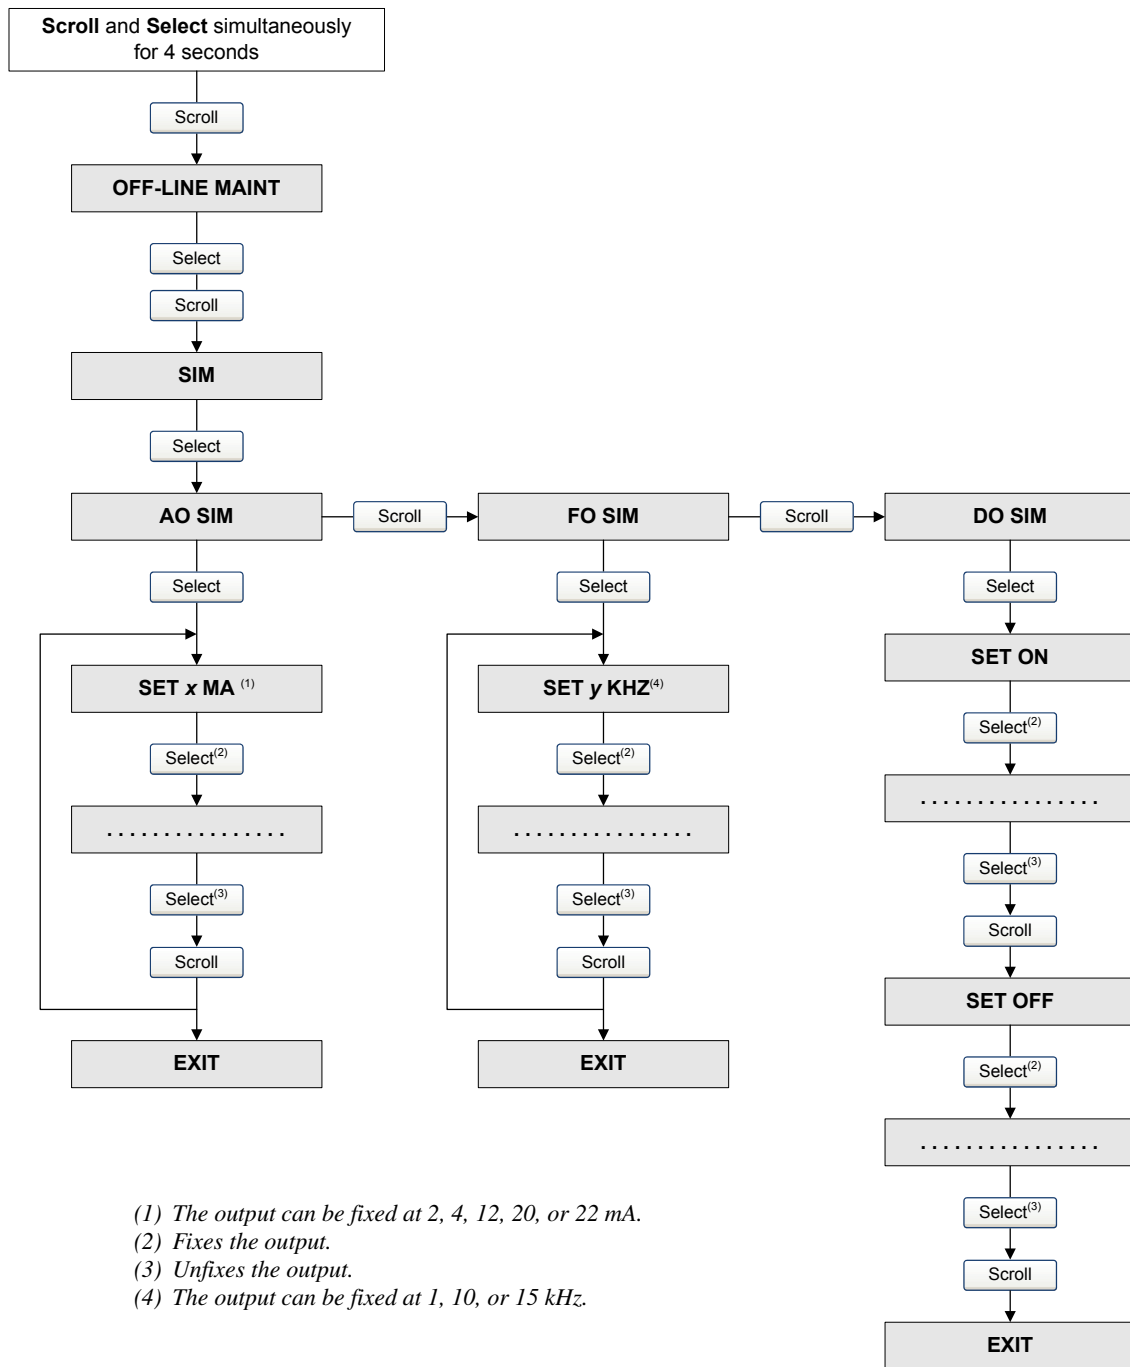 Scroll and Select simultaneously
for 4 seconds
Scroll
OFF-LINE MAINT
Select
Scroll
SIM
Select
AO SIM
Scroll
FO SIM
Scroll
DO SIM
Select
Select
Select
SET x MA (1)
SET y KHZ(4)
SET ON
Select(2)
Select(2)
Select(2)
. . . . . . . . . . . . . . . .
. . . . . . . . . . . . . . . .
. . . . . . . . . . . . . . . .
Select(3)
Select(3)
Select(3)
Scroll
Scroll
Scroll
SET OFF
EXIT
EXIT
Select(2)
. . . . . . . . . . . . . . . .
Select(3)
Scroll
EXIT
(1) The output can be fixed at 2, 4, 12, 20, or 22 mA.
(2) Fixes the output.
(3) Unfixes the output.
(4) The output can be fixed at 1, 10, or 15 kHz.